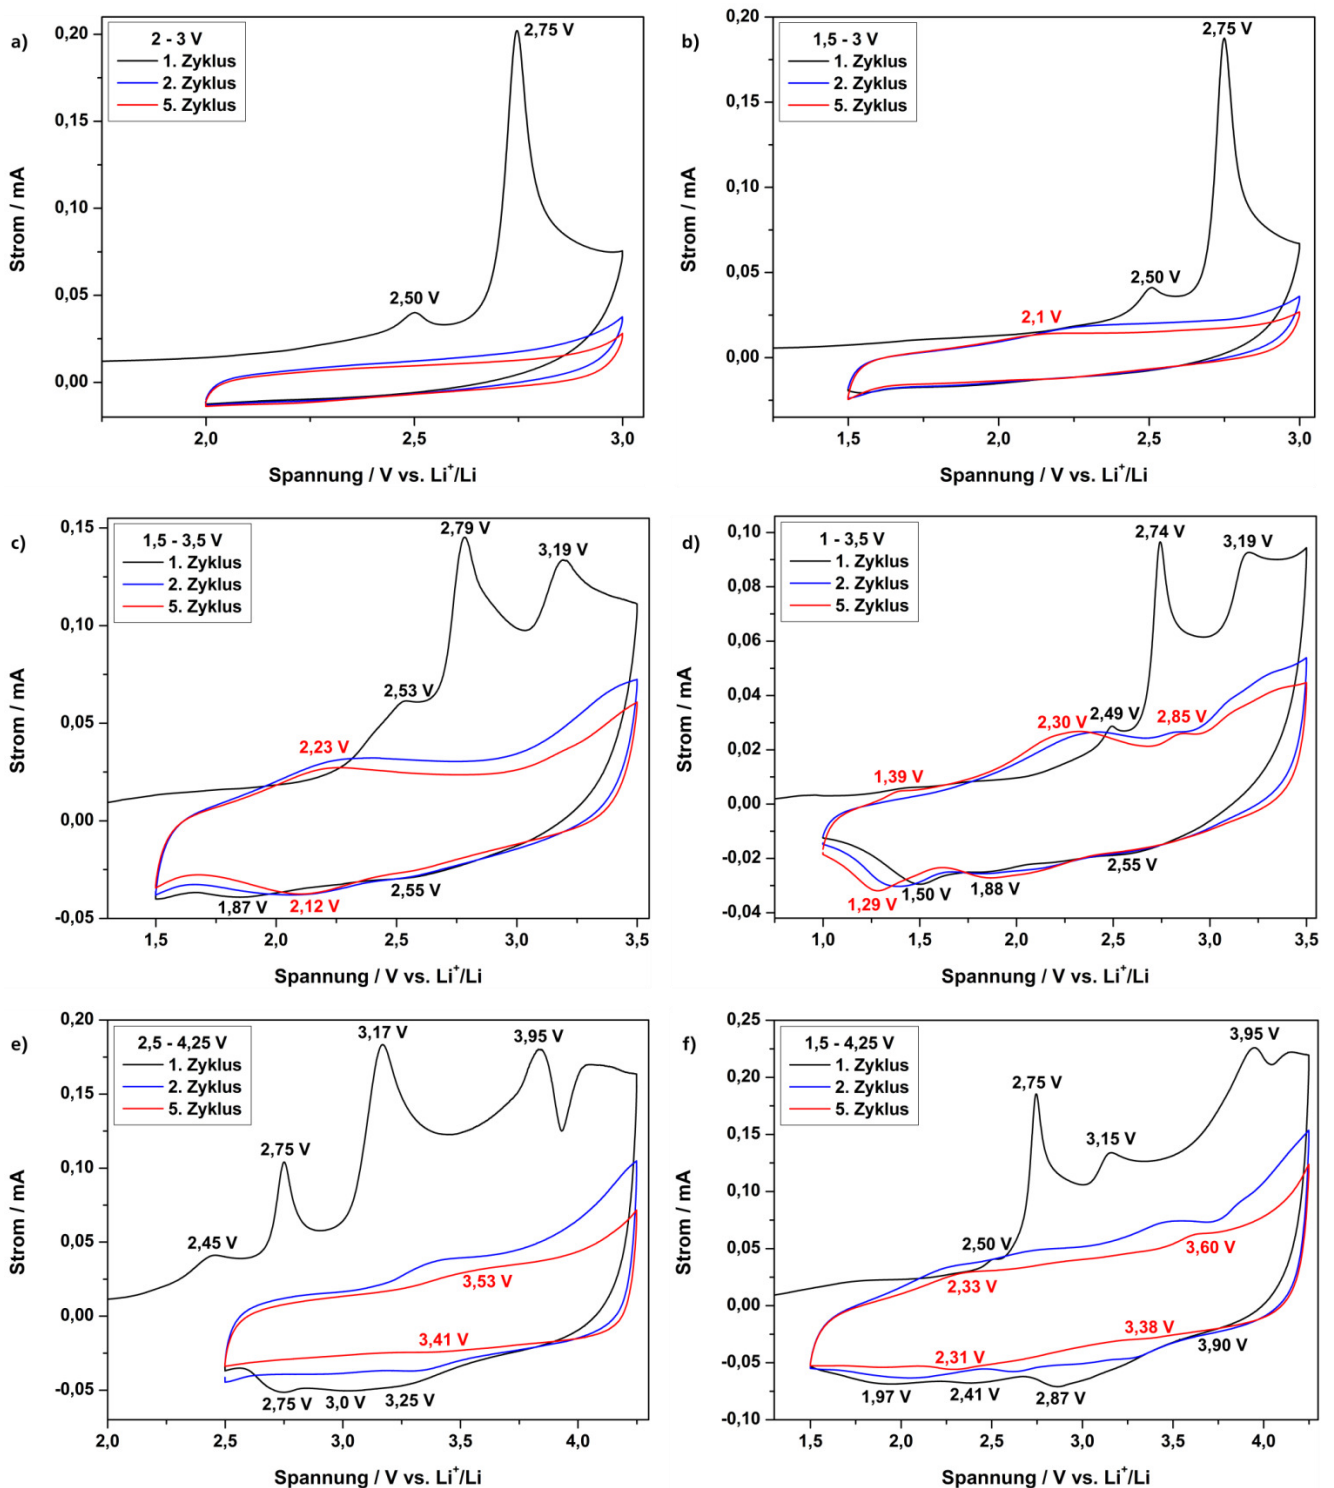 a)
2 - 3 V
1. Zyklus
2. Zyklus
5. Zyklus
2,75 V
2,50 V
0,20
0,15
0,10
0,05
0,00
Strom / mA
2,0
2,5
3,0
Spannung / V vs. Li⁺/Li
b)
1,5 - 3 V
1. Zyklus
2. Zyklus
5. Zyklus
2,75 V
2,50 V
2,1 V
0,20
0,15
0,10
0,05
0,00
Strom / mA
1,5
2,0
2,5
3,0
Spannung / V vs. Li⁺/Li
c)
1,5 - 3,5 V
1. Zyklus
2. Zyklus
5. Zyklus
2,79 V
3,19 V
2,53 V
2,23 V
2,55 V
1,87 V
2,12 V
0,15
0,10
0,05
0,00
-0,05
Strom / mA
1,5
2,0
2,5
3,0
3,5
Spannung / V vs. Li⁺/Li
d)
1 - 3,5 V
1. Zyklus
2. Zyklus
5. Zyklus
2,74 V
3,19 V
2,49 V
2,30 V
2,85 V
1,39 V
2,55 V
1,50 V
1,88 V
1,29 V
0,10
0,08
0,06
0,04
0,02
0,00
-0,02
-0,04
Strom / mA
1,0
1,5
2,0
2,5
3,0
3,5
Spannung / V vs. Li⁺/Li
e)
2,5 - 4,25 V
1. Zyklus
2. Zyklus
5. Zyklus
3,17 V
3,95 V
2,75 V
2,45 V
3,53 V
3,41 V
2,75 V
3,0 V
3,25 V
0,20
0,15
0,10
0,05
0,00
-0,05
Strom / mA
2,0
2,5
3,0
3,5
4,0
Spannung / V vs. Li⁺/Li
f)
1,5 - 4,25 V
1. Zyklus
2. Zyklus
5. Zyklus
3,95 V
2,75 V
3,15 V
2,50 V
3,60 V
2,33 V
3,38 V
3,90 V
2,31 V
1,97 V
2,41 V
2,87 V
0,25
0,20
0,15
0,10
0,05
0,00
-0,05
-0,10
Strom / mA
1,5
2,0
2,5
3,0
3,5
4,0
Spannung / V vs. Li⁺/Li